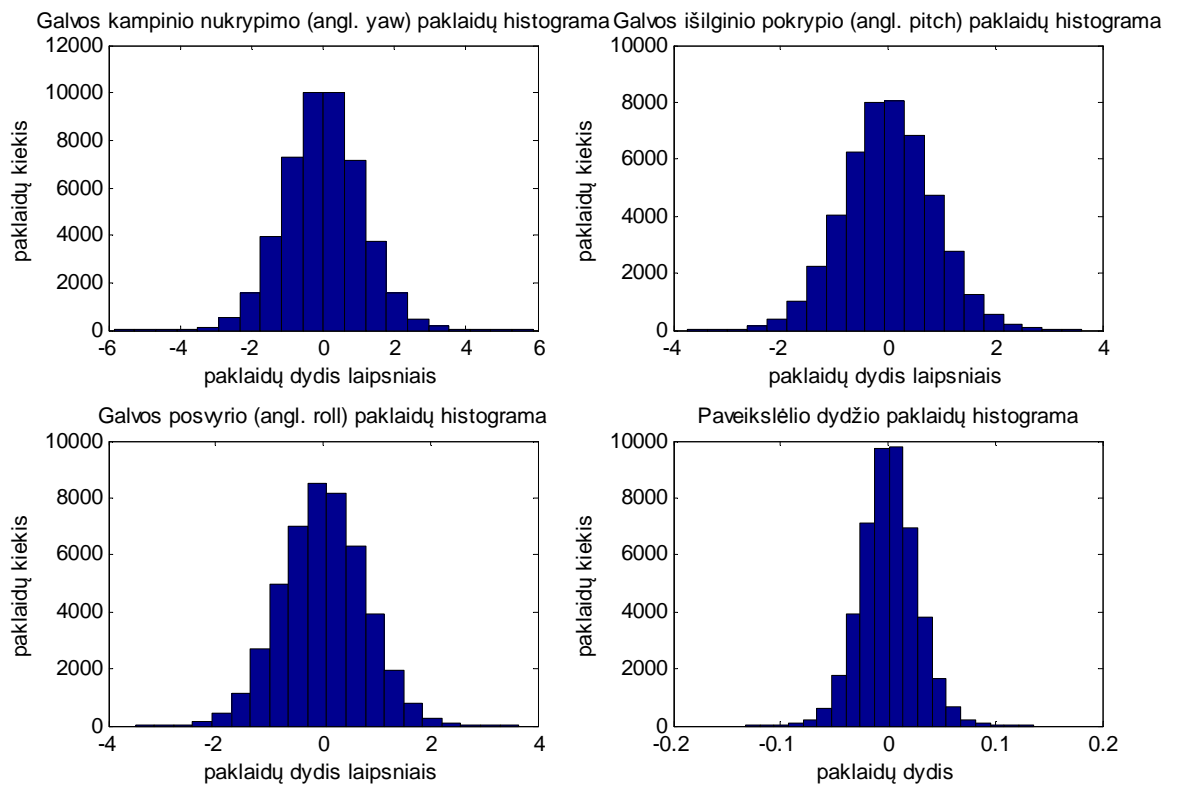 Galvos kampinio nukrypimo (angl. yaw) paklaidų histograma
12000
10000
8000
6000
4000
2000
0
-6 -4 -2 0 2 4 6
paklaidų kiekis
paklaidų dydis laipsniais
Galvos išilginio pokrypio (angl. pitch) paklaidų histograma
10000
8000
6000
4000
2000
0
-4 -2 0 2 4
paklaidų kiekis
paklaidų dydis laipsniais
Galvos posvyrio (angl. roll) paklaidų histograma
10000
8000
6000
4000
2000
0
-4 -2 0 2 4
paklaidų kiekis
paklaidų dydis laipsniais
Paveikslėlio dydžio paklaidų histograma
10000
8000
6000
4000
2000
0
-0.2 -0.1 0 0.1 0.2
paklaidų kiekis
paklaidų dydis